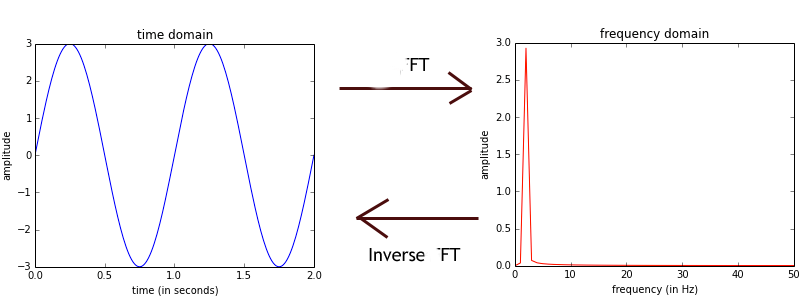 time domain
3
2
1
0
−1
−2
−3
0.0 0.5 1.0 1.5 2.0
amplitude
time (in seconds)
FT
Inverse FT
frequency domain
3.0
2.5
2.0
1.5
1.0
0.5
0.0
0 10 20 30 40 50
amplitude
frequency (in Hz)